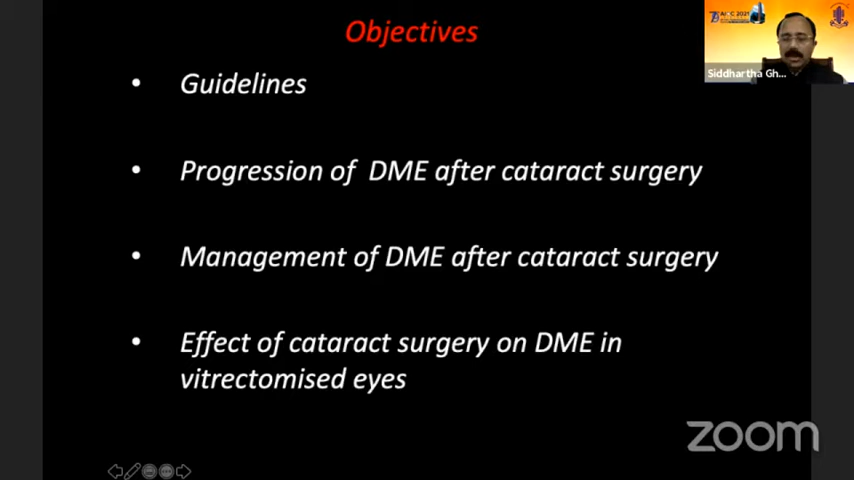 Objectives
• Guidelines
• Progression of DME after cataract surgery
• Management of DME after cataract surgery
• Effect of cataract surgery on DME in
vitrectomised eyes
Siddhartha Gh...
zoom